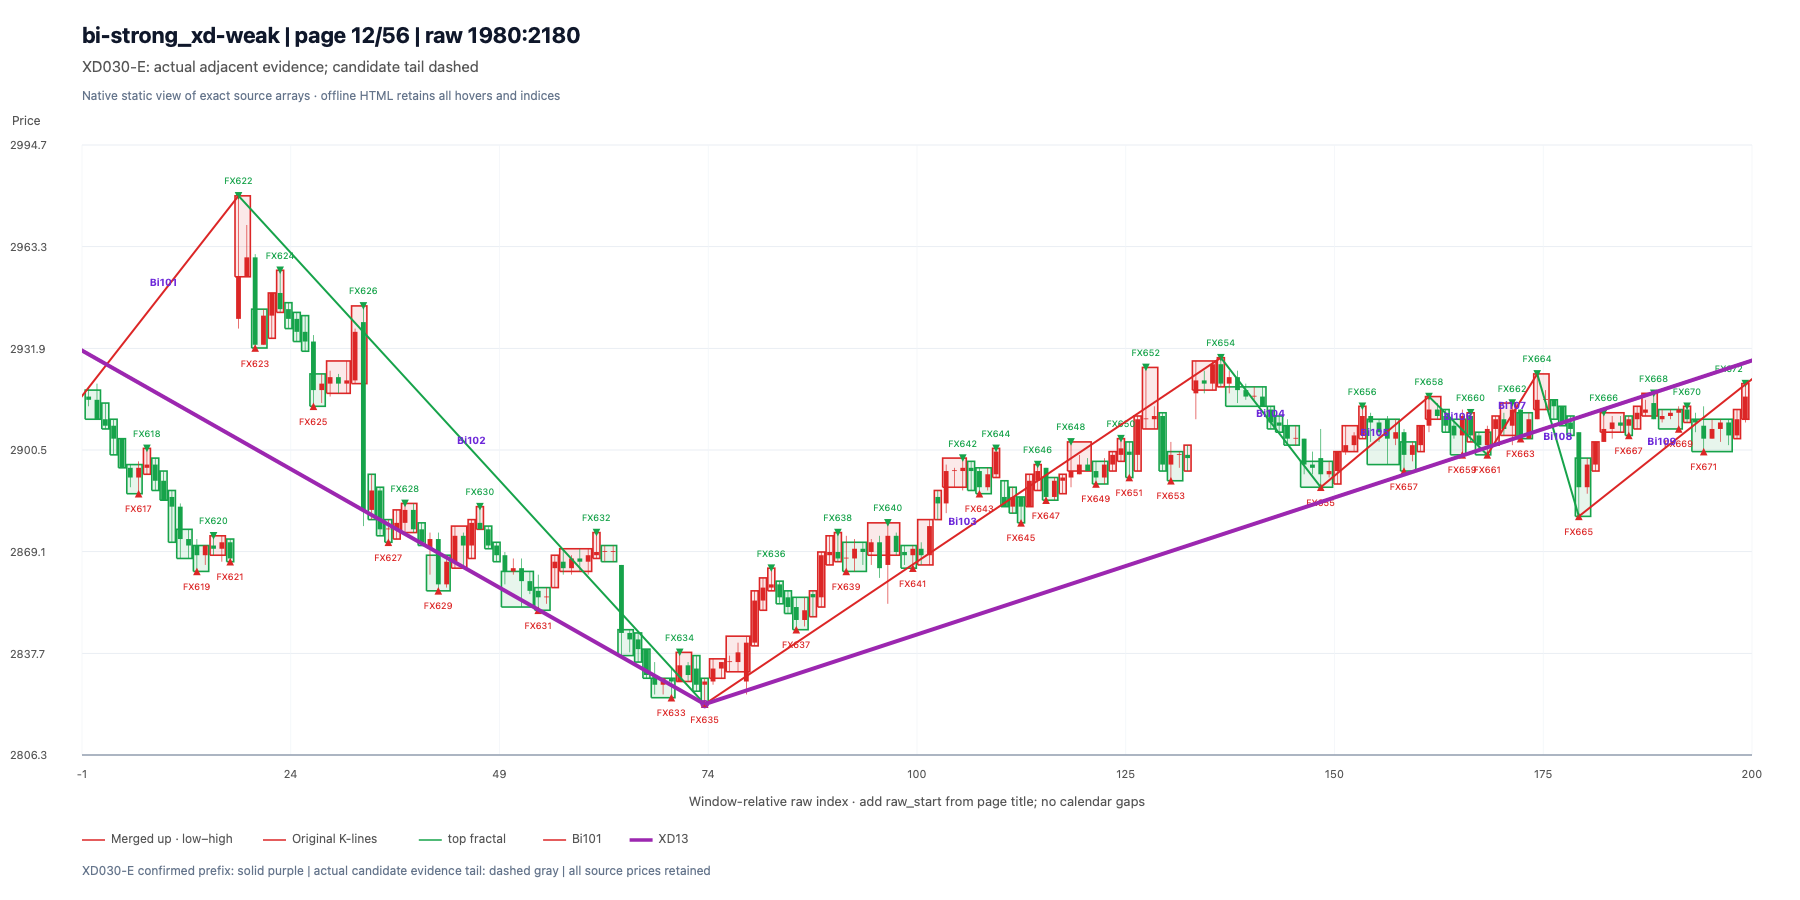 bi-strong_xd-weak | page 12/56 | raw 1980:2180
XD030-E: actual adjacent evidence; candidate tail dashed
Native static view of exact source arrays · offline HTML retains all hovers and indices
Price
2994.7
2963.3
2931.9
2900.5
2869.1
2837.7
2806.3
FX622
FX624
Bi101
FX626
FX623
FX625
Bi102
FX618
FX617
FX620
FX619
FX621
FX628
FX630
FX627
FX629
FX632
FX631
FX634
FX633
FX635
FX636
FX637
FX638
FX640
FX639
FX641
Bi103
FX642
FX644
FX643
FX645
FX646
FX647
FX648
FX650
FX649
FX651
FX652
FX653
FX654
Bi104
FX655
FX656
FX657
FX658
FX660
FX659
FX661
FX662
Bi107
FX663
FX664
Bi108
FX665
FX666
FX667
FX668
Bi109
FX669
FX670
FX671
FX672
-1
24
49
74
100
125
150
175
200
Window-relative raw index · add raw_start from page title; no calendar gaps
Merged up · low–high
Original K-lines
top fractal
Bi101
XD13
XD030-E confirmed prefix: solid purple | actual candidate evidence tail: dashed gray | all source prices retained